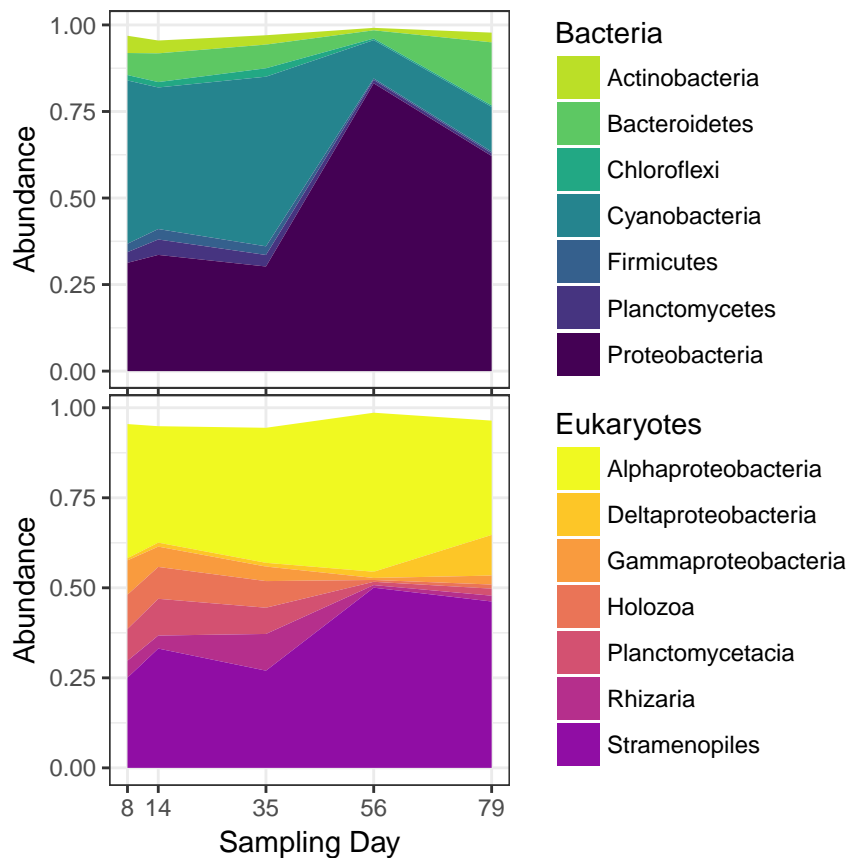 Abundance
1.00
0.75
0.50
0.25
0.00
Bacteria
Actinobacteria
Bacteroidetes
Chloroflexi
Cyanobacteria
Firmicutes
Planctomycetes
Proteobacteria
Abundance
1.00
0.75
0.50
0.25
0.00
8 14 35 56 79
Sampling Day
Eukaryotes
Alphaproteobacteria
Deltaproteobacteria
Gammaproteobacteria
Holozoa
Planctomycetacia
Rhizaria
Stramenopiles